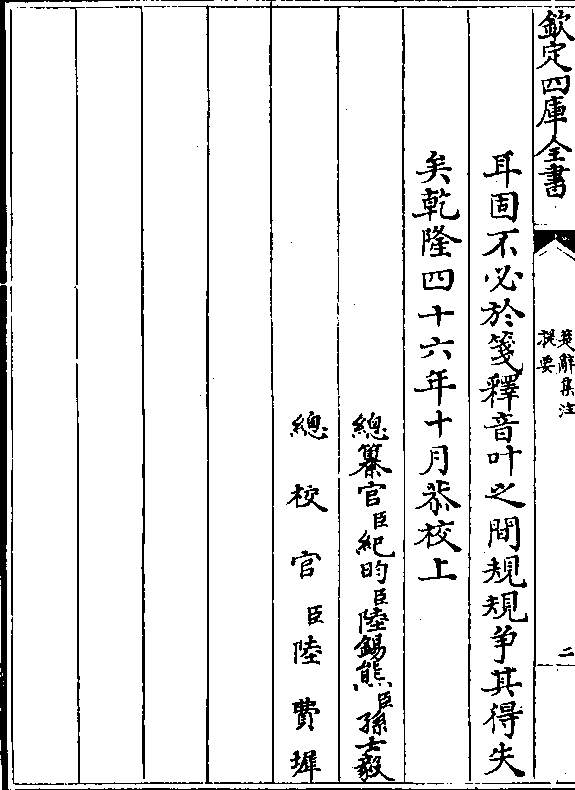 欽定四庫全書
楚辭集注
提要
二
耳固不必於箋釋音叶之間規規爭其得失
矣乾隆四十六年十月恭校上
總纂官臣紀昀臣陸錫熊臣孫士毅
總校官臣陸費墀